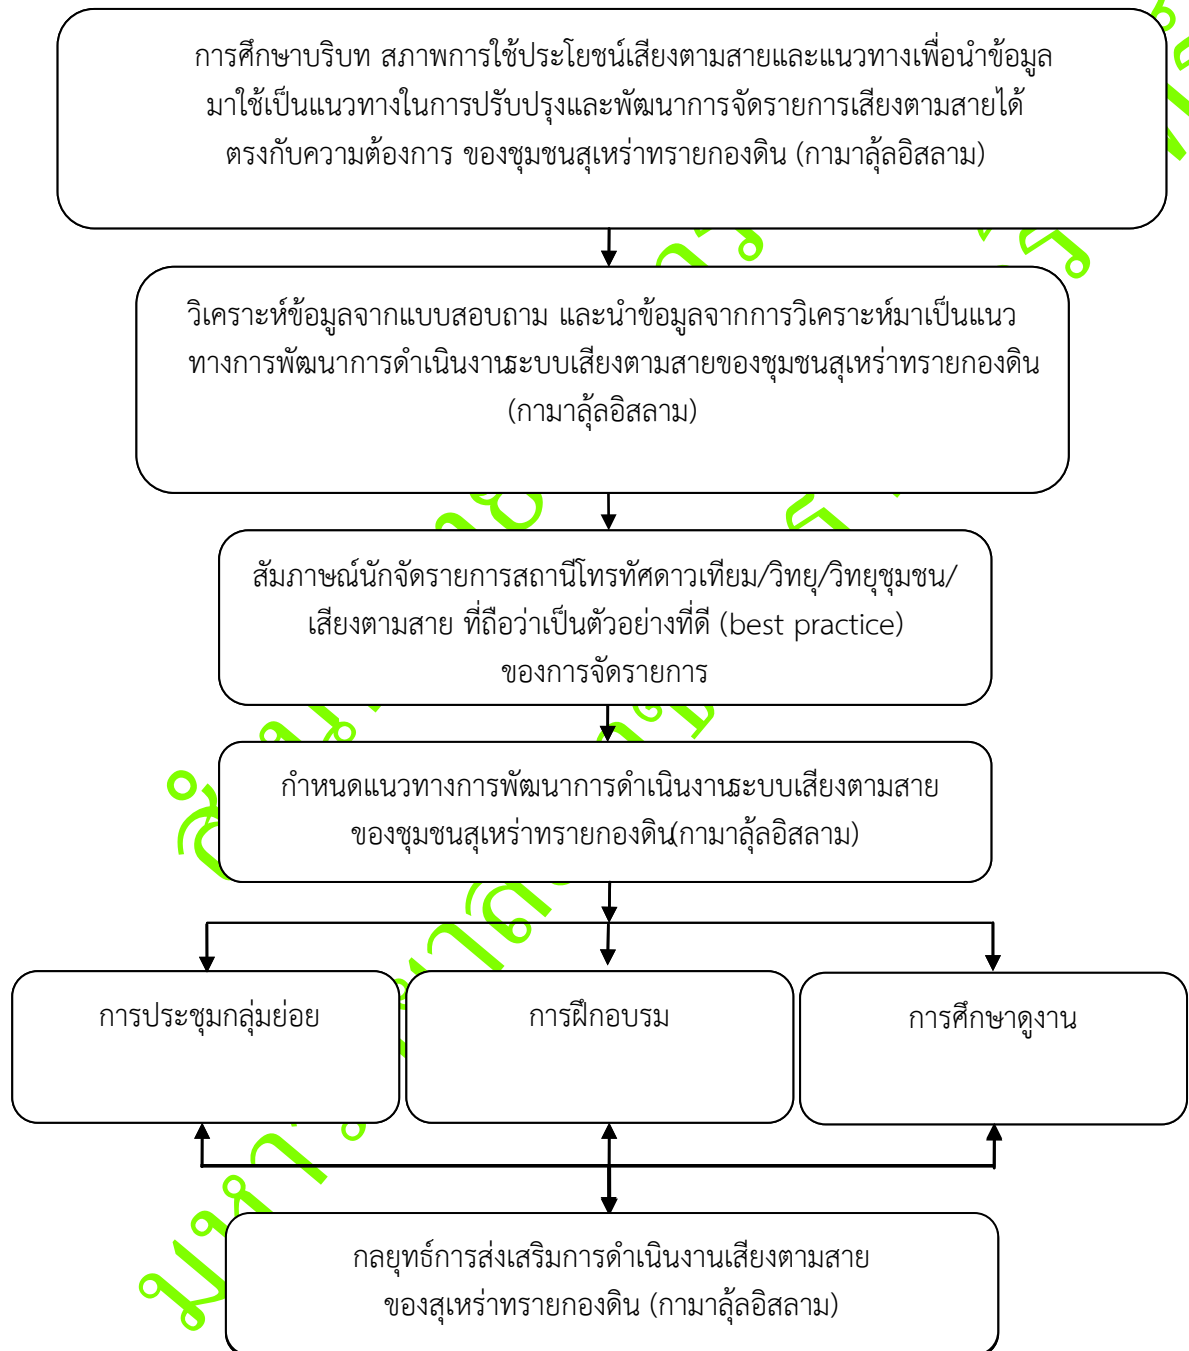 การศึกษาบริบท สภาพการใช้ประโยชน์เสียงตามสายและแนวทางเพื่อนำข้อมูล
มาใช้เป็นแนวทางในการปรับปรุงและพัฒนาการจัดรายการเสียงตามสายได้
ตรงกับความต้องการ ของชุมชนสุเหร่าทรายกองดิน (กามาลุ้ลอิสลาม)
วิเคราะห์ข้อมูลจากแบบสอบถาม และนำข้อมูลจากการวิเคราะห์มาเป็นแนว
ทางการพัฒนาการดำเนินงานระบบเสียงตามสายของชุมชนสุเหร่าทรายกองดิน
(กามาลุ้ลอิสลาม)
สัมภาษณ์นักจัดรายการสถานีโทรทัศดาวเทียม/วิทยุ/วิทยุชุมชน/
เสียงตามสาย ที่ถือว่าเป็นตัวอย่างที่ดี (best practice)
ของการจัดรายการ
กำหนดแนวทางการพัฒนาการดำเนินงานระบบเสียงตามสาย
ของชุมชนสุเหร่าทรายกองดิน(กามาลุ้ลอิสลาม)
การประชุมกลุ่มย่อย
การฝึกอบรม
การศึกษาดูงาน
กลยุทธ์การส่งเสริมการดำเนินงานเสียงตามสาย
ของสุเหร่าทรายกองดิน (กามาลุ้ลอิสลาม)